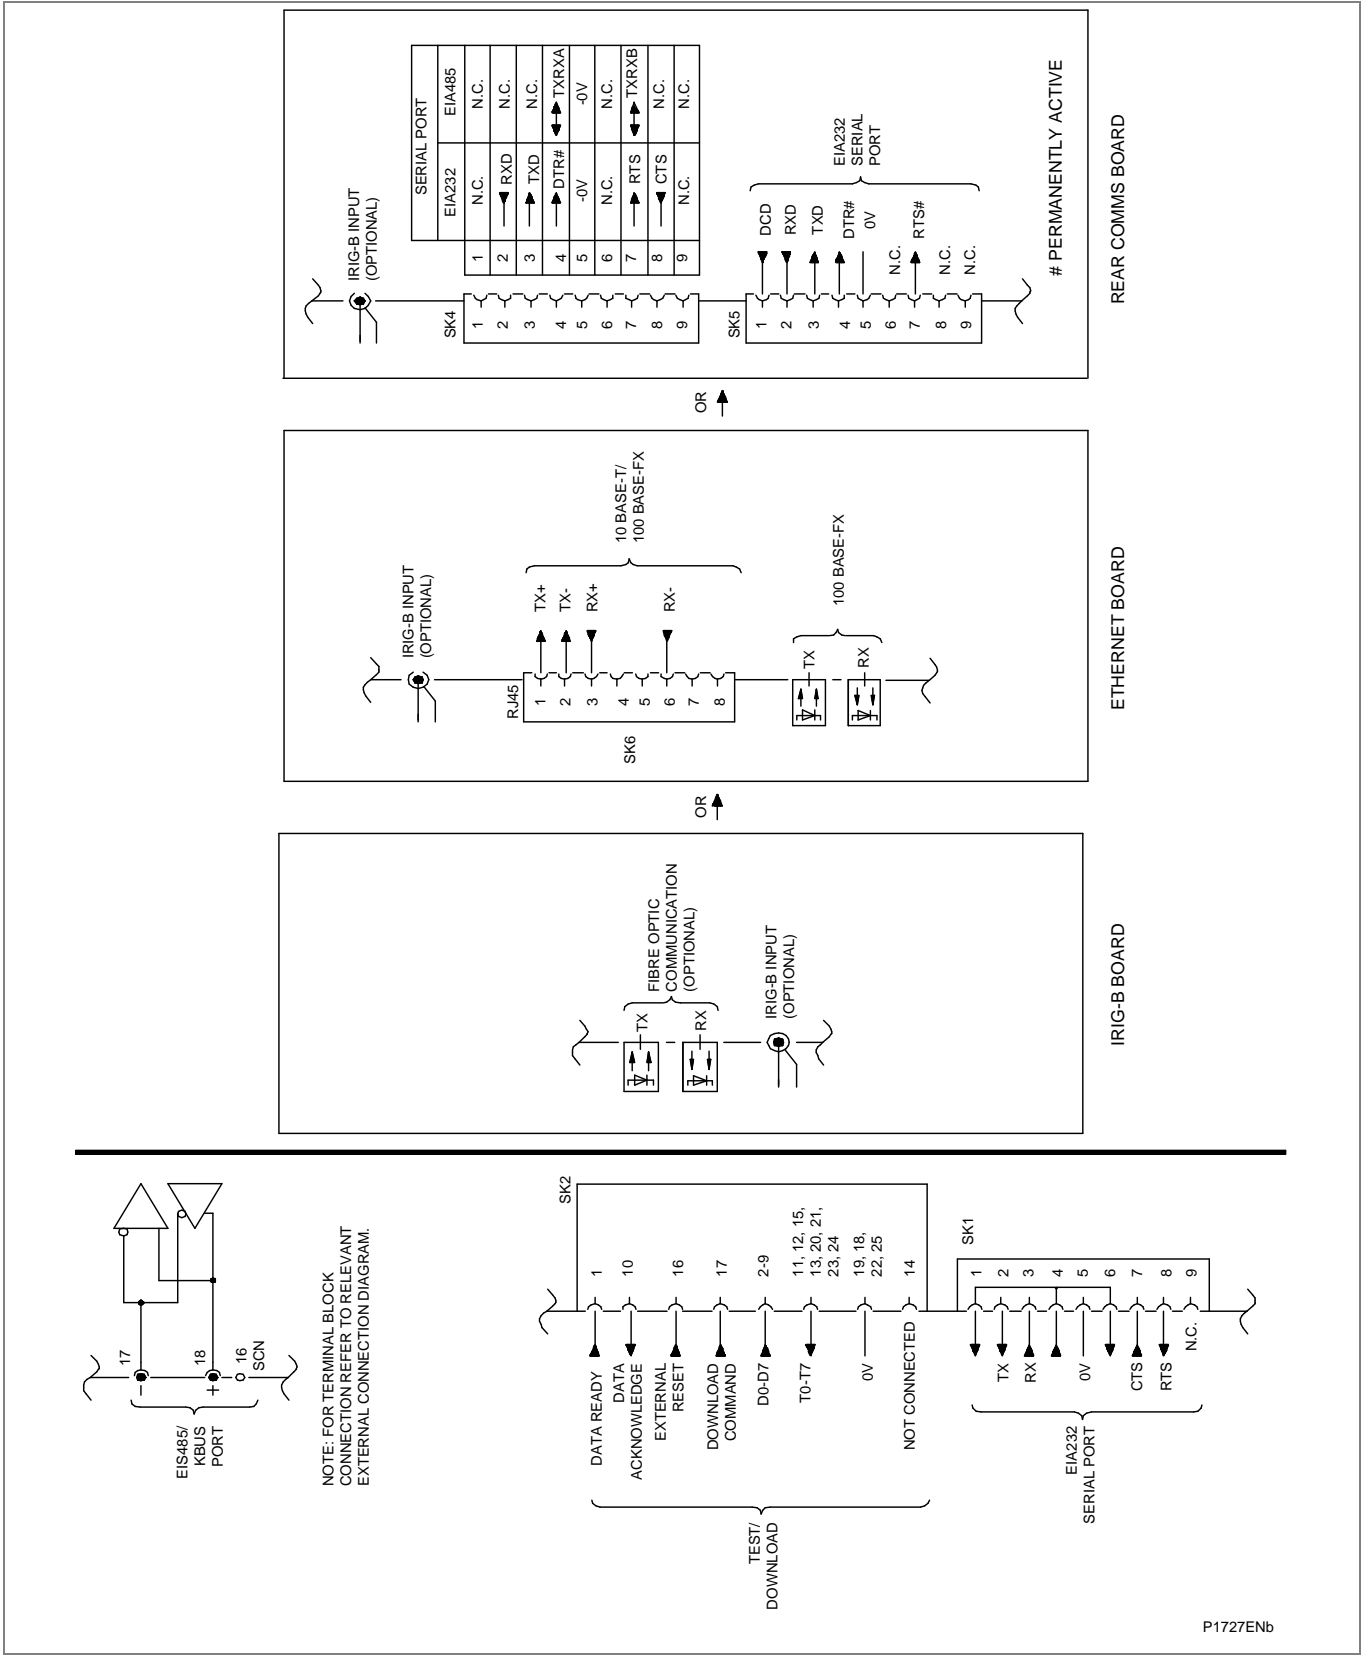 SERIAL PORT
EIA232 EIA485
1 N.C. N.C.
2 RXD N.C.
3 TXD N.C.
4 DTR# TXRXA
5 -0V -0V
6 N.C. N.C.
7 RTS TXRXB
8 CTS N.C.
9 N.C. N.C.
IRIG-B INPUT
(OPTIONAL)
SK4
1
2
3
4
5
6
7
8
9
SK5
1 DCD
2 RXD
3 TXD
4 DTR#
5 0V
6 N.C.
7 RTS#
8 N.C.
9 N.C.
EIA232
SERIAL
PORT
# PERMANENTLY ACTIVE
REAR COMMS BOARD
OR
IRIG-B INPUT
(OPTIONAL)
RJ45
1 TX+
2 TX-
3 RX+
4
5
6 RX-
7
8
SK6
10 BASE-T/
100 BASE-FX
TX
RX
100 BASE-FX
ETHERNET BOARD
OR
FIBRE OPTIC
COMMUNICATION
(OPTIONAL)
TX
RX
IRIG-B INPUT
(OPTIONAL)
IRIG-B BOARD
17
18
16
SCN
-
+
EIS485/
KBUS
PORT
NOTE: FOR TERMINAL BLOCK
CONNECTION REFER TO RELEVANT
EXTERNAL CONNECTION DIAGRAM.
SK2
DATA READY 1
DATA
ACKNOWLEDGE 10
EXTERNAL
RESET 16
DOWNLOAD
COMMAND 17
D0-D7 2-9
T0-T7 11, 12, 15,
13, 20, 21,
23, 24
0V 19, 18,
22, 25
NOT CONNECTED 14
TEST/
DOWNLOAD
SK1
1
TX 2
RX 3
4
0V 5
6
CTS 7
RTS 8
N.C. 9
EIA232
SERIAL PORT
P1727ENb